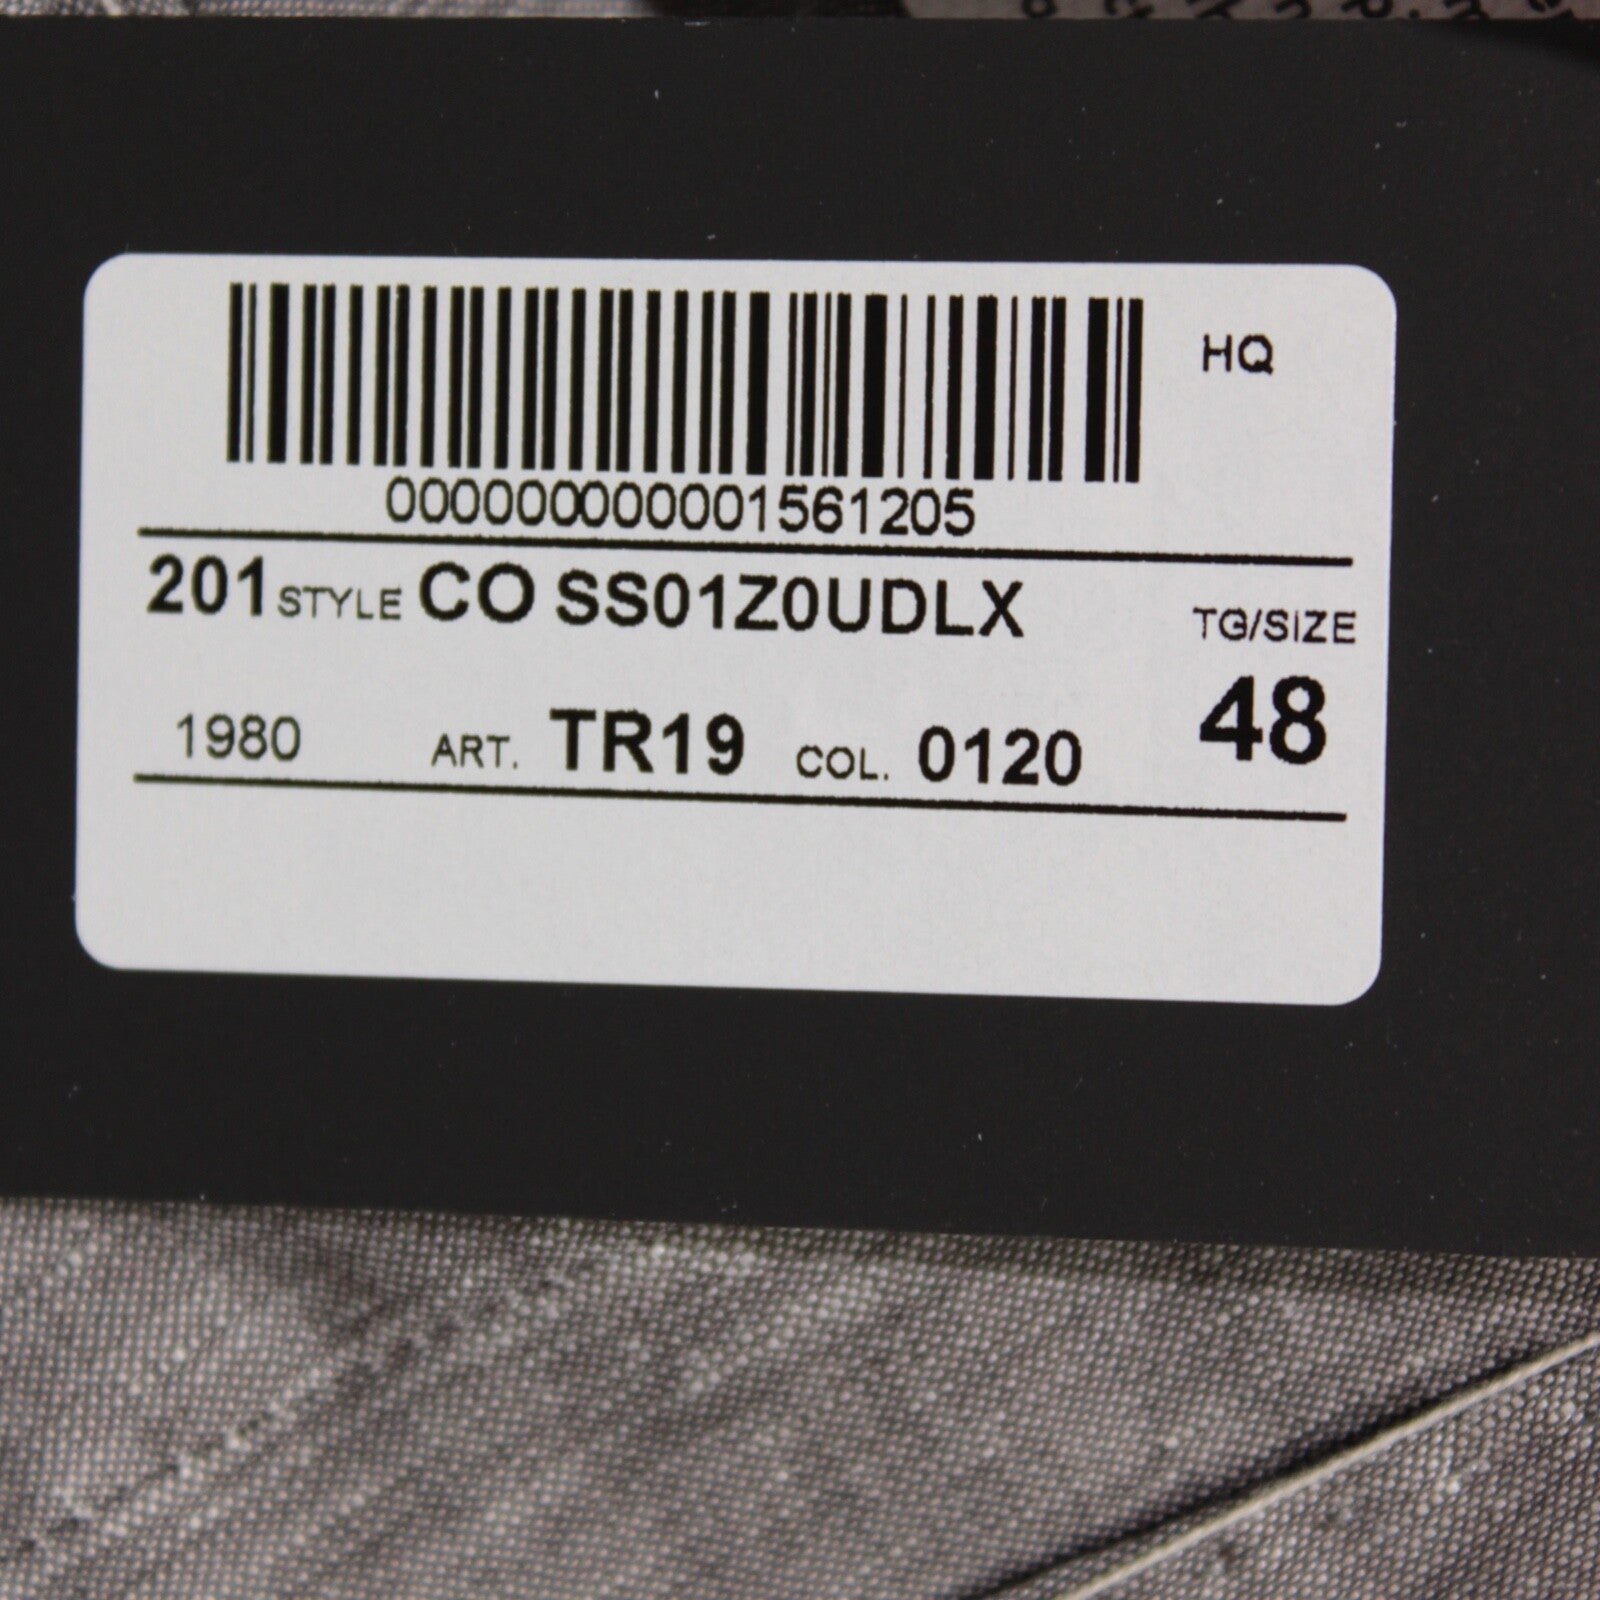 HQ
000000000001561205
201 STYLE CO SS01Z0UDLX
TG/SIZE
1980 ART. TR19 COL. 0120
48